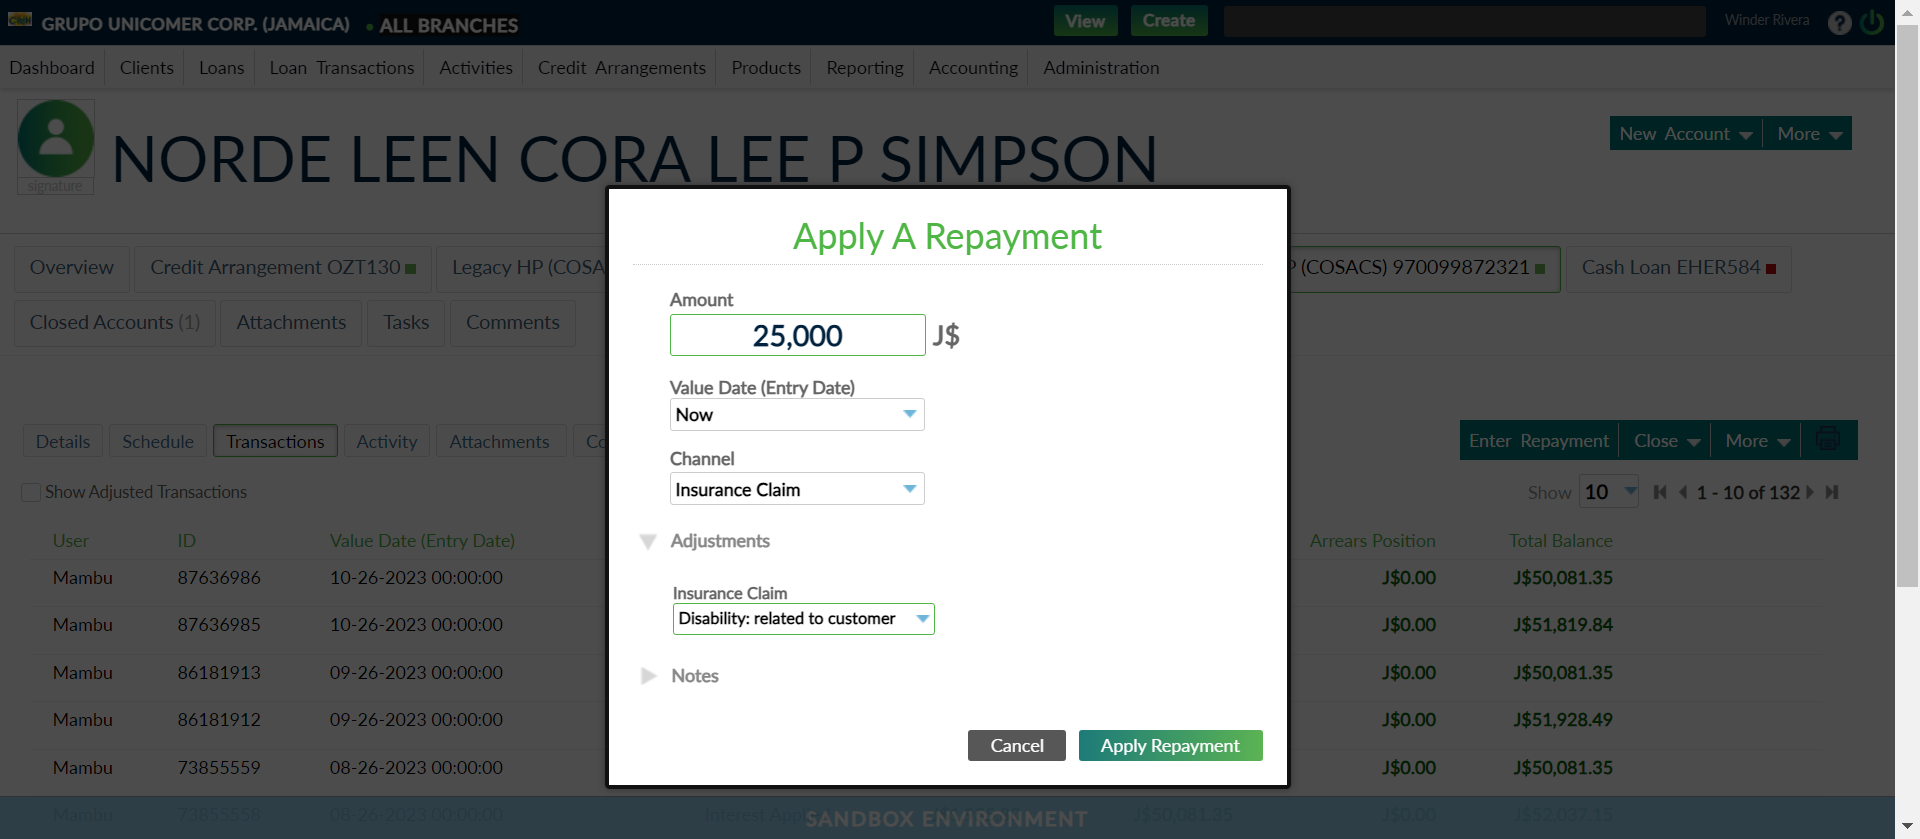 GRUPO UNICOMER CORP. (JAMAICA) • ALL BRANCHES View Create Winder Rivera ?
Dashboard Clients Loans Loan Transactions Activities Credit Arrangements Products Reporting Accounting Administration
signature
NORDE LEEN CORA LEE P SIMPSON
New Account More
Overview Credit Arrangement OZT130 Legacy HP (COSA P (COSACS) 970099872321 Cash Loan EHER584
Closed Accounts (1) Attachments Tasks Comments
Apply A Repayment
Amount
25,000 J$
Value Date (Entry Date)
Now
Channel
Insurance Claim
Adjustments
Insurance Claim
Disability: related to customer
Notes
Cancel Apply Repayment
Details Schedule Transactions Activity Attachments Co
Enter Repayment Close More
Show Adjusted Transactions
Show 10 1 - 10 of 132
User ID Value Date (Entry Date) Arrears Position Total Balance
Mambu 87636986 10-26-2023 00:00:00 J$0.00 J$50,081.35
Mambu 87636985 10-26-2023 00:00:00 J$0.00 J$51,819.84
Mambu 86181913 09-26-2023 00:00:00 J$0.00 J$50,081.35
Mambu 86181912 09-26-2023 00:00:00 J$0.00 J$51,928.49
Mambu 73855559 08-26-2023 00:00:00 J$0.00 J$50,081.35
Mambu 73855558 08-26-2023 00:00:00 Interest Appl J$50,081.35 J$0.00 J$52,037.15
SANDBOX ENVIRONMENT